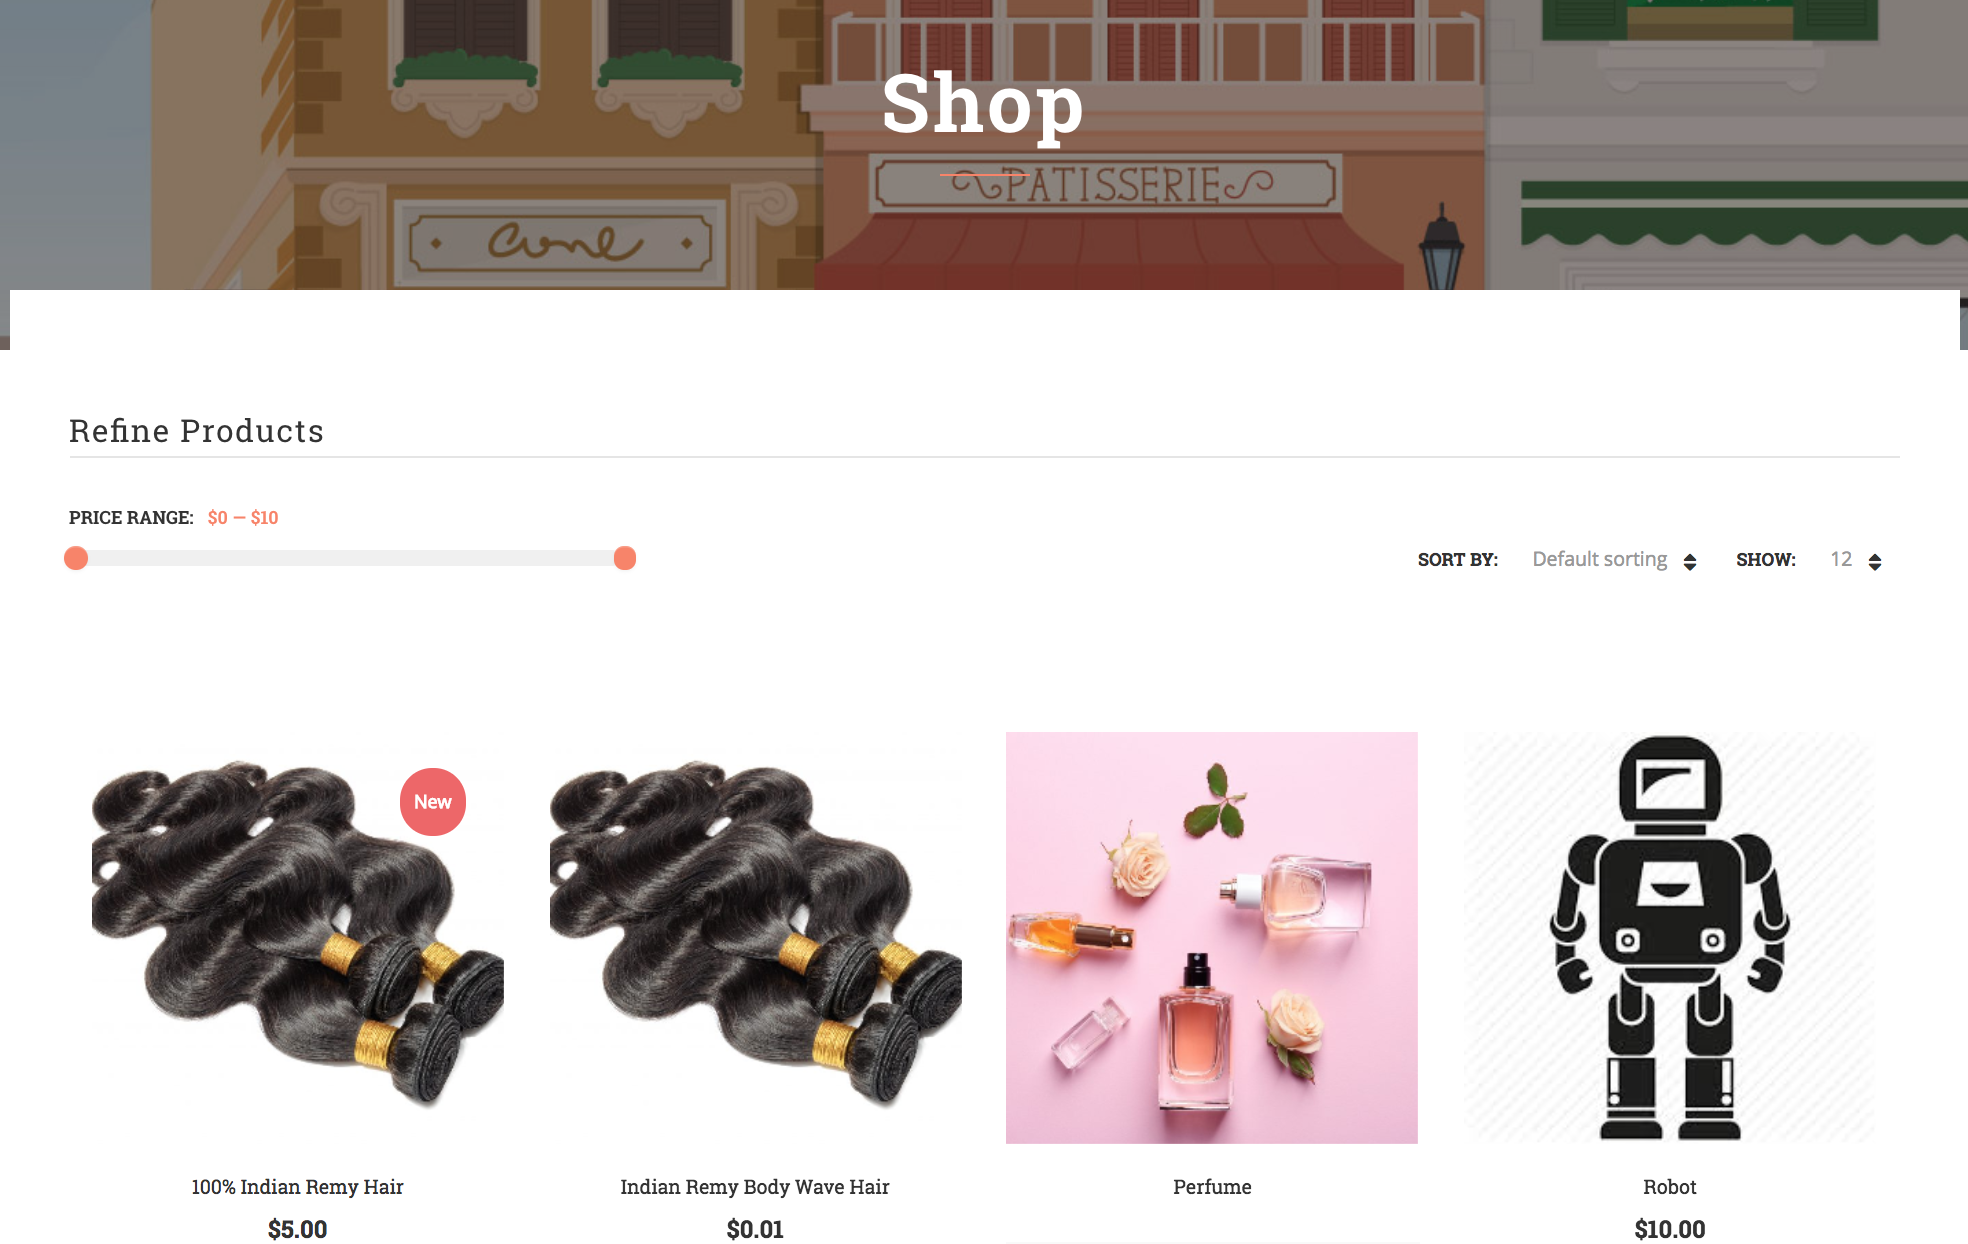 Shop
PATISSERIE
Refine Products
PRICE RANGE: $0 — $10
SORT BY: Default sorting SHOW: 12
New
100% Indian Remy Hair
Indian Remy Body Wave Hair
Perfume
Robot
$5.00
$0.01
$10.00